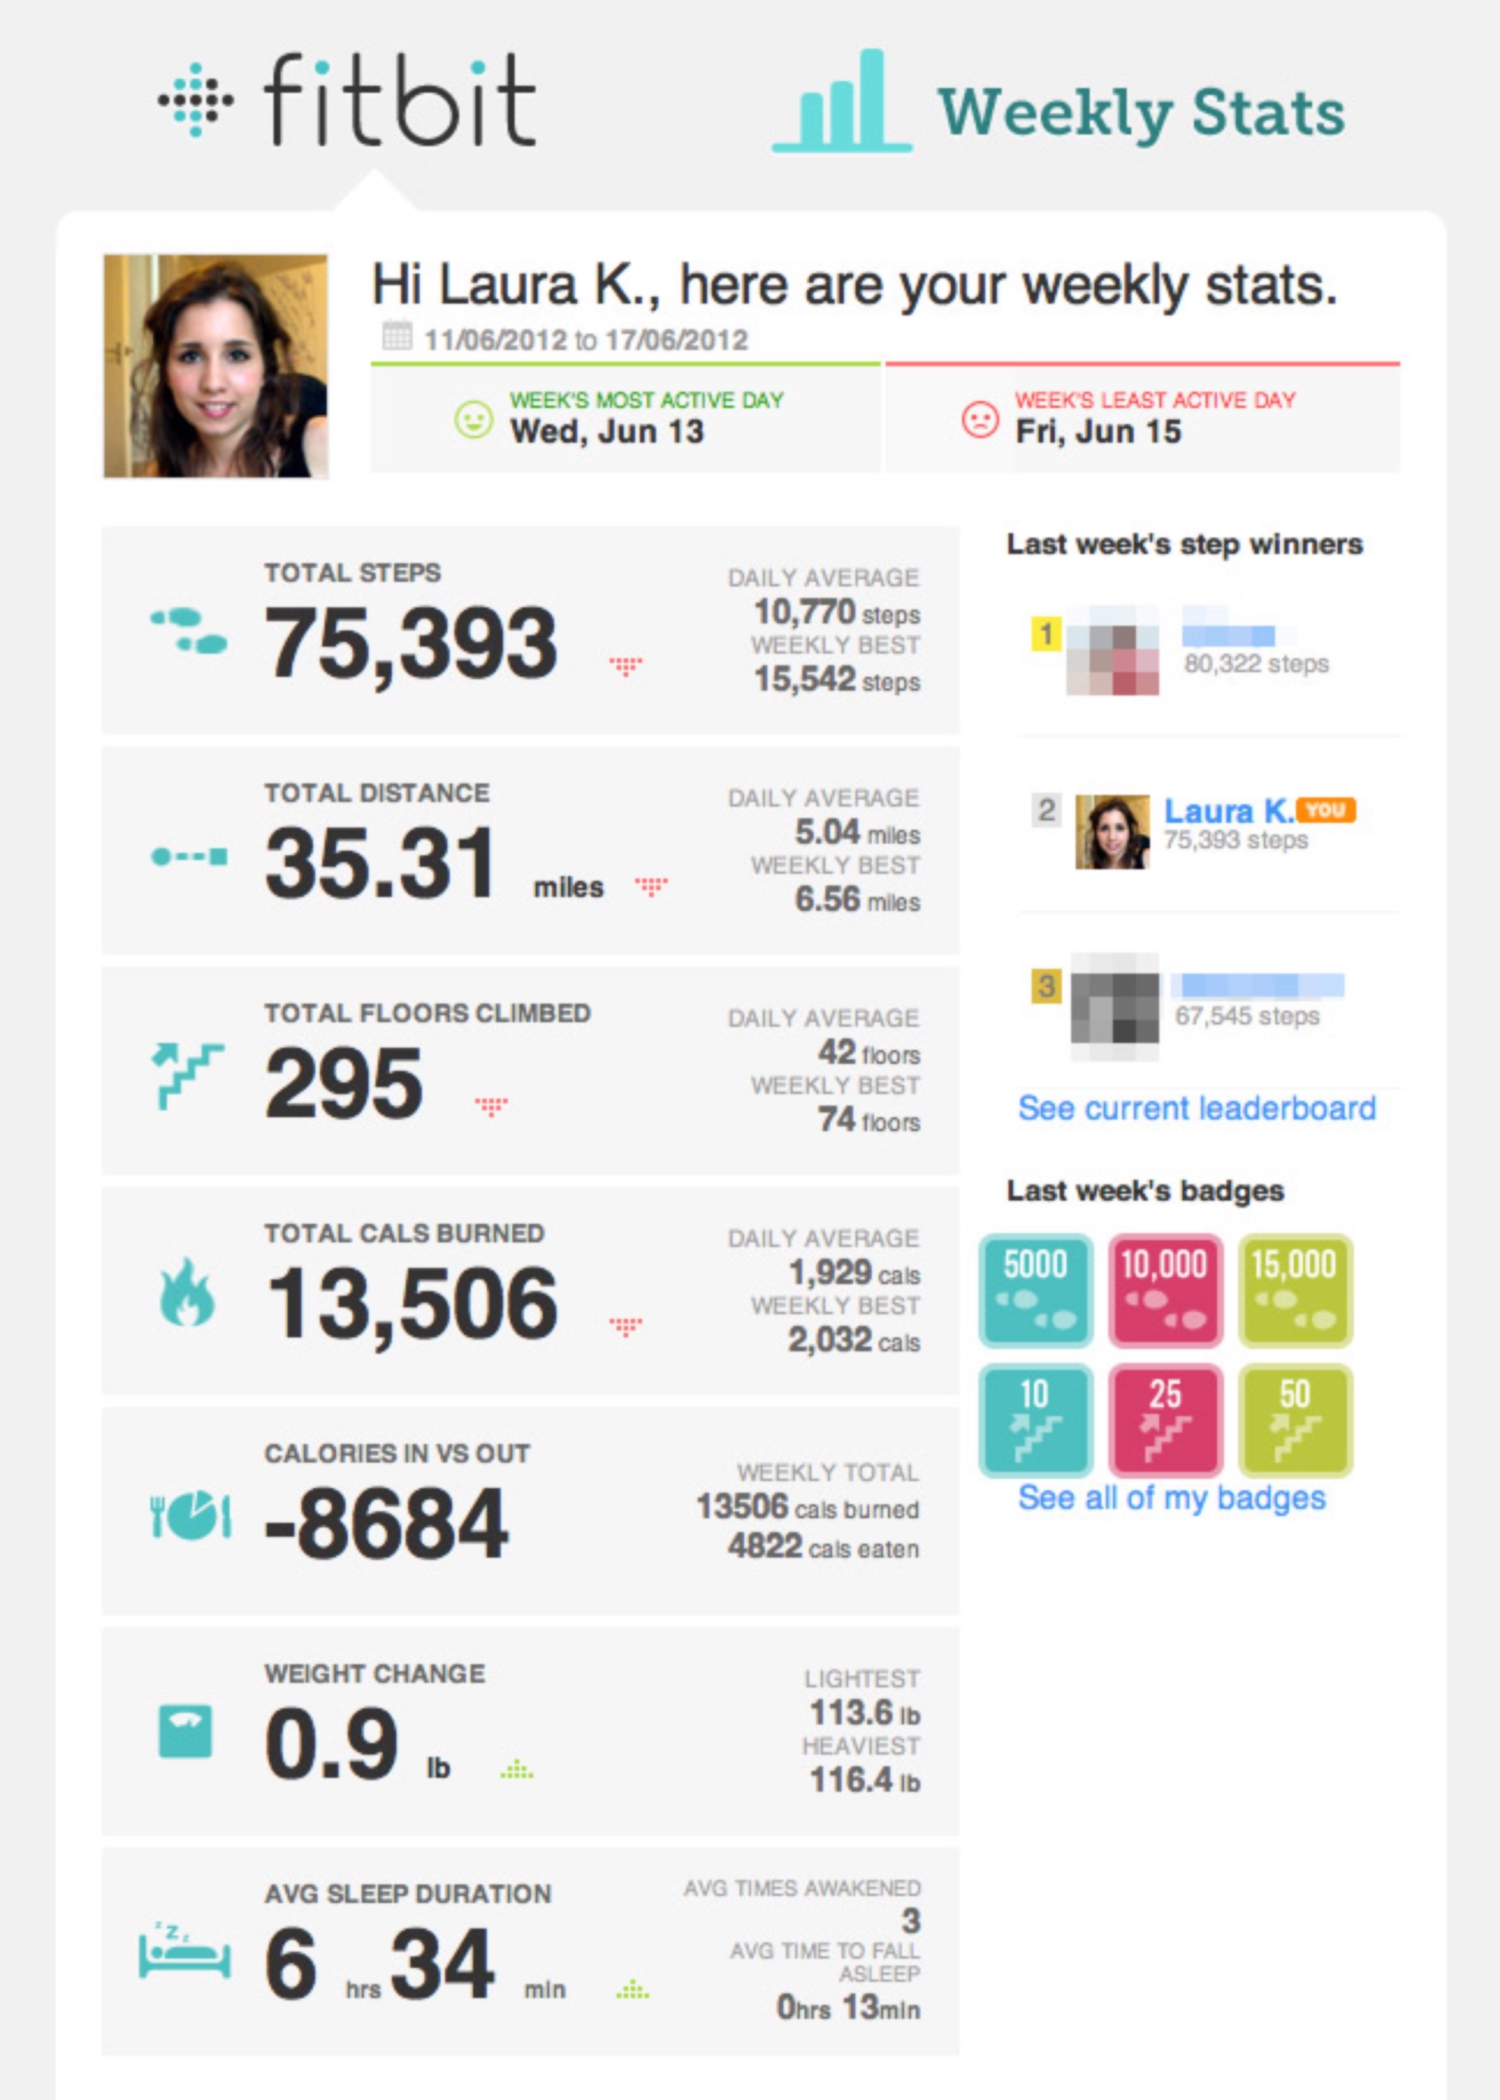 fitbit
Weekly Stats
Hi Laura K., here are your weekly stats.
11/06/2012 to 17/06/2012
WEEK'S MOST ACTIVE DAY
Wed, Jun 13
WEEK'S LEAST ACTIVE DAY
Fri, Jun 15
TOTAL STEPS
75,393
DAILY AVERAGE
10,770 steps
WEEKLY BEST
15,542 steps
TOTAL DISTANCE
35.31 miles
DAILY AVERAGE
5.04 miles
WEEKLY BEST
6.56 miles
TOTAL FLOORS CLIMBED
295
DAILY AVERAGE
42 floors
WEEKLY BEST
74 floors
TOTAL CALS BURNED
13,506
DAILY AVERAGE
1,929 cals
WEEKLY BEST
2,032 cals
CALORIES IN VS OUT
-8684
WEEKLY TOTAL
13506 cals burned
4822 cals eaten
WEIGHT CHANGE
0.9 lb
LIGHTEST
113.6 lb
HEAVIEST
116.4 lb
AVG SLEEP DURATION
6 hrs 34 min
AVG TIMES AWAKENED
3
AVG TIME TO FALL
ASLEEP
0hrs 13min
Last week's step winners
1
80,322 steps
2
Laura K. YOU
75,393 steps
3
67,545 steps
See current leaderboard
Last week's badges
5000 10,000 15,000
10 25 50
See all of my badges